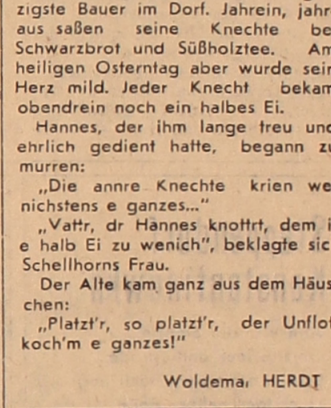 zigste Bauer im Dorf. Jahrein, jahr
aus saßen seine Knechte be
Schwarzbrot und Süßholztee. Am
heiligen Osterntag aber wurde sein
Herz mild. Jeder Knecht bekam
obendrein noch ein halbes Ei.
Hannes, der ihm lange treu und
ehrlich gedient hatte, begann zu
murren:
„Die annre Knechte krien we
nichstens e ganzes..."
„Vattr, dr Hannes knottrt, dem i
e halb Ei zu wenich", beklagte sic
Schellhorns Frau.
Der Alte kam ganz aus dem Häus
chen:
„Platzt'r, so platzt'r, der Unflot
koch'm e ganzes!"
Woldemar HERDT